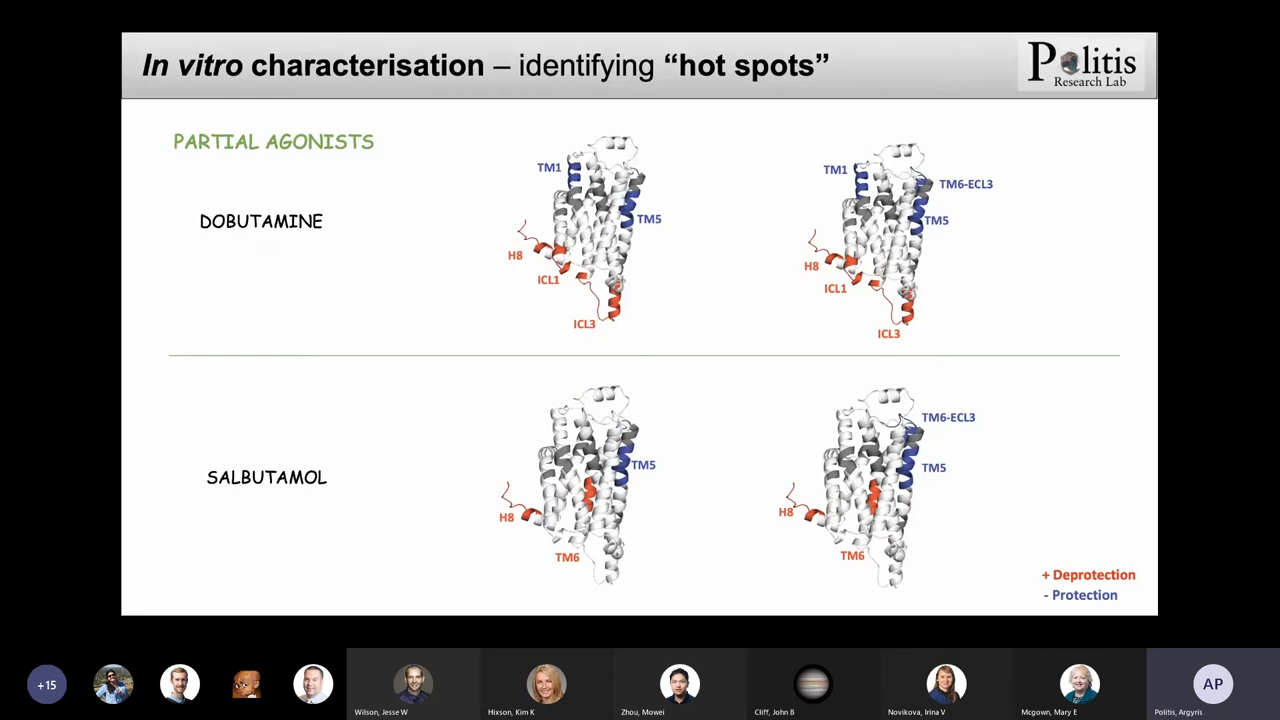 In vitro characterisation – identifying “hot spots”
Politis
Research Lab
PARTIAL AGONISTS
DOBUTAMINE
TM1
TM5
H8
ICL1
ICL3
TM1
TM6-ECL3
TM5
H8
ICL1
ICL3
SALBUTAMOL
TM5
H8
TM6
TM6-ECL3
TM5
H8
TM6
+ Deprotection
- Protection
+15
Wilson, Jesse W
Hixson, Kim K
Zhou, Mowei
Cliff, John B
Novikova, Irina V
Mcgown, Mary E
AP
Politis, Argyris